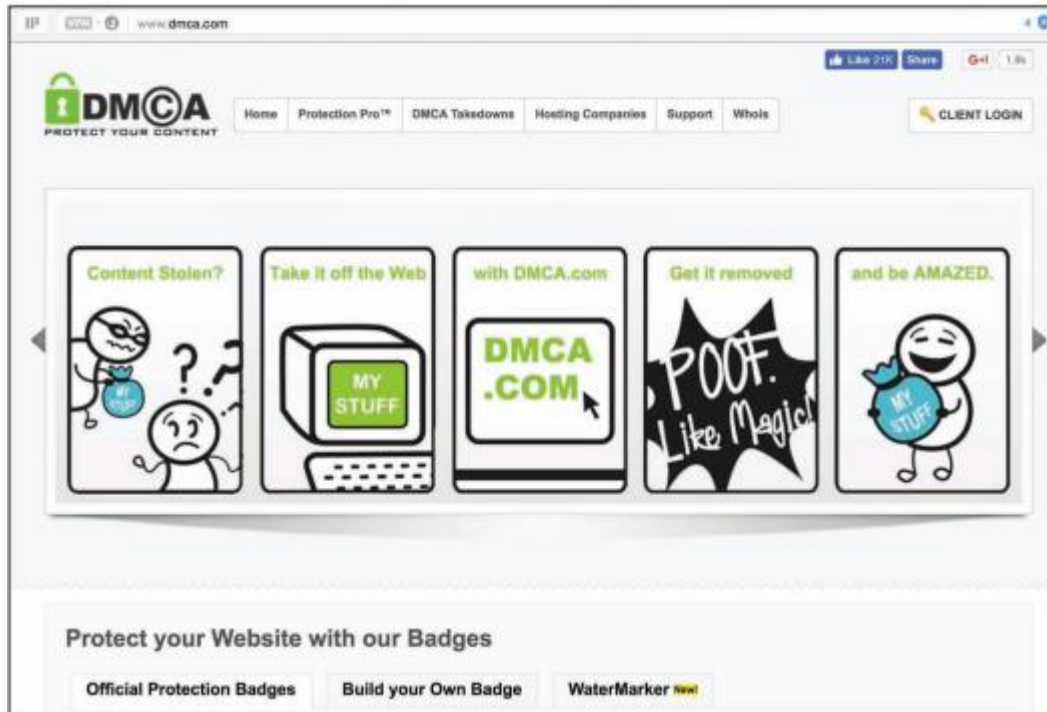 VPN
www.dmca.com
4
Like 21K Share G+1 1.8k
DM©A
PROTECT YOUR CONTENT
Home Protection Pro™ DMCA Takedowns Hosting Companies Support Whois
CLIENT LOGIN
Content Stolen?
MY STUFF
Take it off the Web
MY
STUFF
with DMCA.com
DMCA
.COM
Get it removed
POOF.
Like Magic!
and be AMAZED.
MY
STUFF
Protect your Website with our Badges
Official Protection Badges Build your Own Badge WaterMarker New!